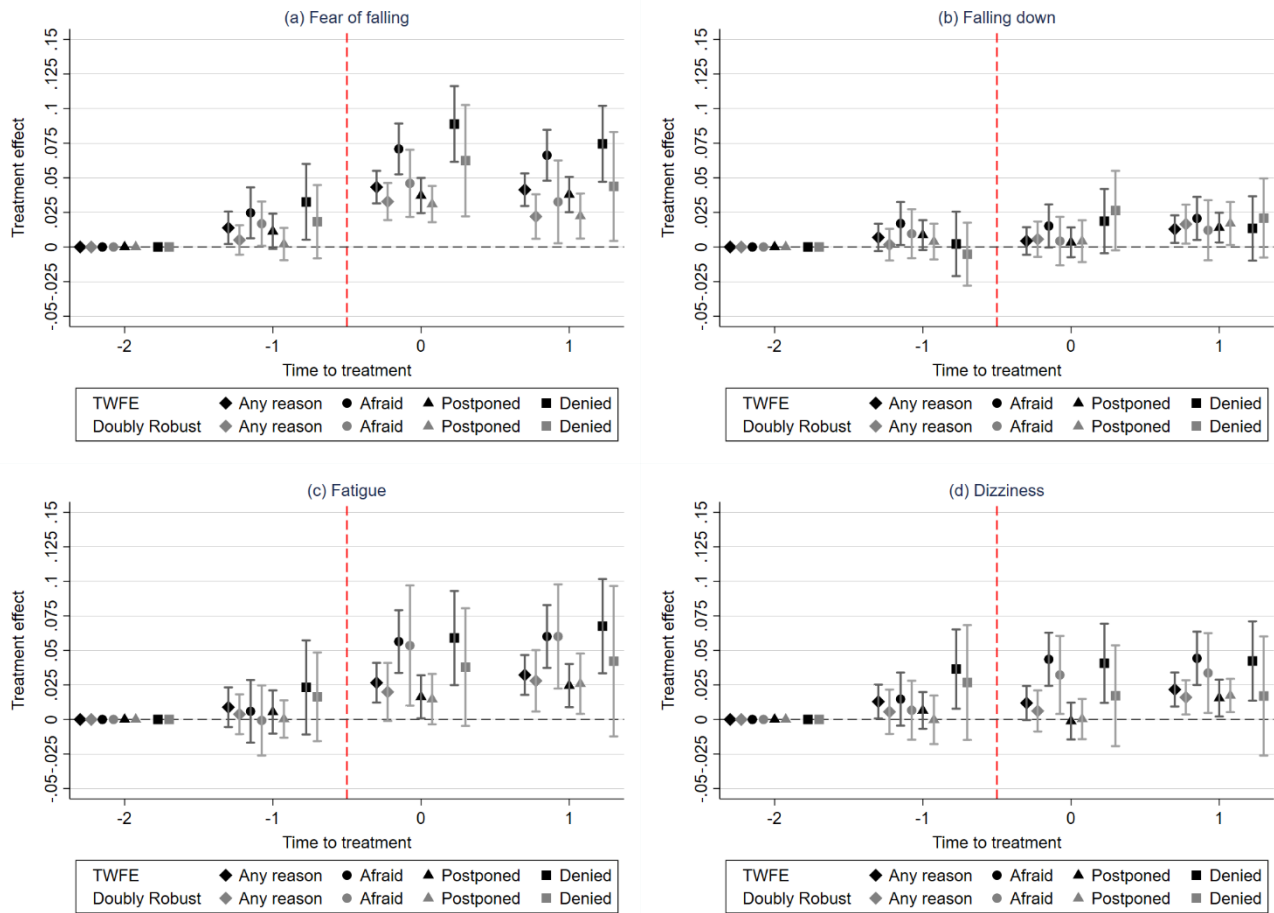 (a) Fear of falling
Treatment effect
-.05 -.025 0 .025 .05 .075 .1 .125 .15
-2 -1 0 1
Time to treatment
TWFE ◆ Any reason ● Afraid ▲ Postponed ■ Denied
Doubly Robust ◆ Any reason ● Afraid ▲ Postponed ■ Denied
(b) Falling down
Treatment effect
-.05 -.025 0 .025 .05 .075 .1 .125 .15
-2 -1 0 1
Time to treatment
TWFE ◆ Any reason ● Afraid ▲ Postponed ■ Denied
Doubly Robust ◆ Any reason ● Afraid ▲ Postponed ■ Denied
(c) Fatigue
Treatment effect
-.05 -.025 0 .025 .05 .075 .1 .125 .15
-2 -1 0 1
Time to treatment
TWFE ◆ Any reason ● Afraid ▲ Postponed ■ Denied
Doubly Robust ◆ Any reason ● Afraid ▲ Postponed ■ Denied
(d) Dizziness
Treatment effect
-.05 -.025 0 .025 .05 .075 .1 .125 .15
-2 -1 0 1
Time to treatment
TWFE ◆ Any reason ● Afraid ▲ Postponed ■ Denied
Doubly Robust ◆ Any reason ● Afraid ▲ Postponed ■ Denied